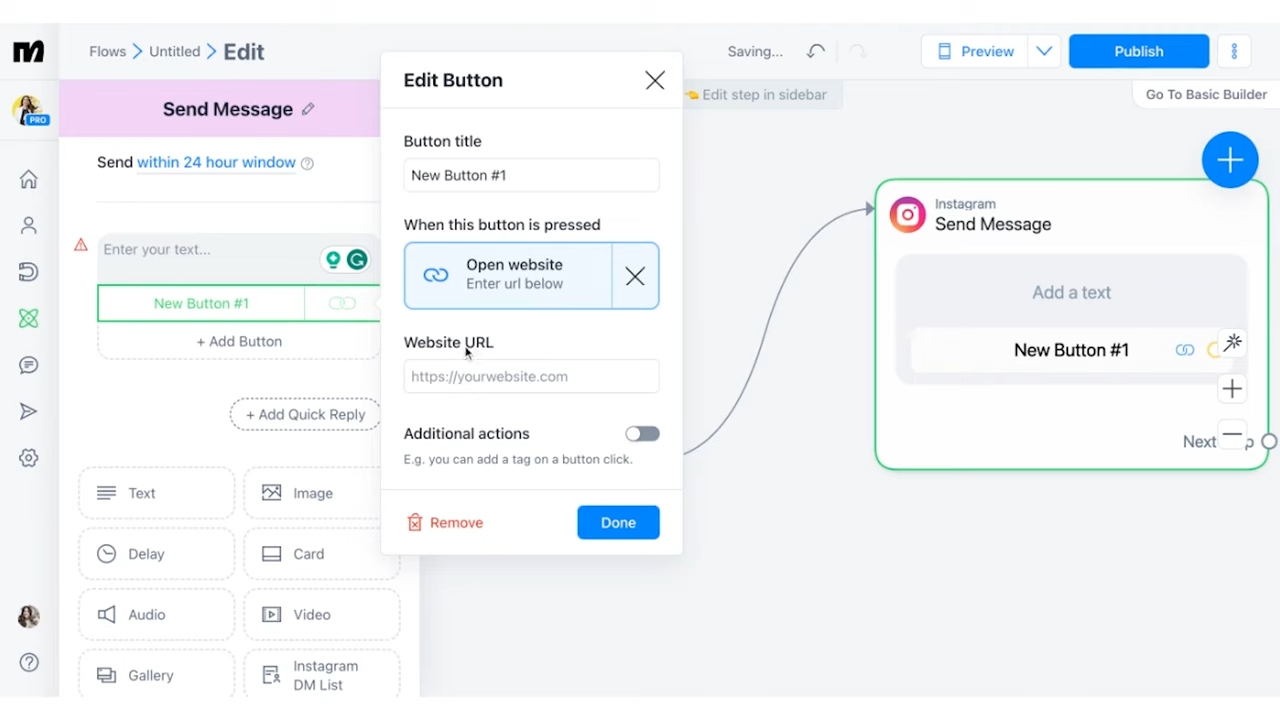 Flows
Untitled
Edit
Saving...
Preview
Publish
Go To Basic Builder
PRO
Send Message
Send within 24 hour window
Enter your text...
New Button #1
+ Add Button
+ Add Quick Reply
Text
Image
Delay
Card
Audio
Video
Gallery
Instagram
DM List
Edit Button
Button title
New Button #1
When this button is pressed
Open website
Enter url below
Website URL
https://yourwebsite.com
Additional actions
E.g. you can add a tag on a button click.
Remove
Done
Edit step in sidebar
Instagram
Send Message
Add a text
New Button #1
Next